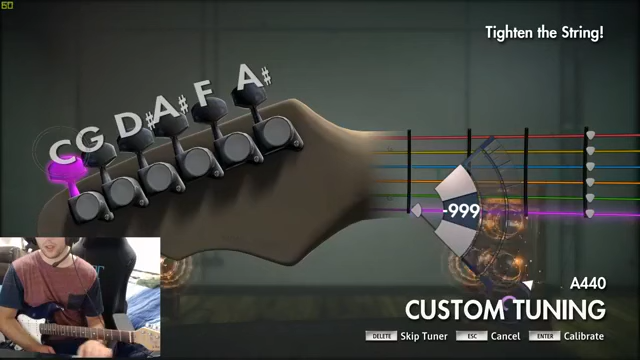 60
Tighten the String!
C G D# A# F A#
-999
A440
CUSTOM TUNING
DELETE Skip Tuner ESC Cancel ENTER Calibrate